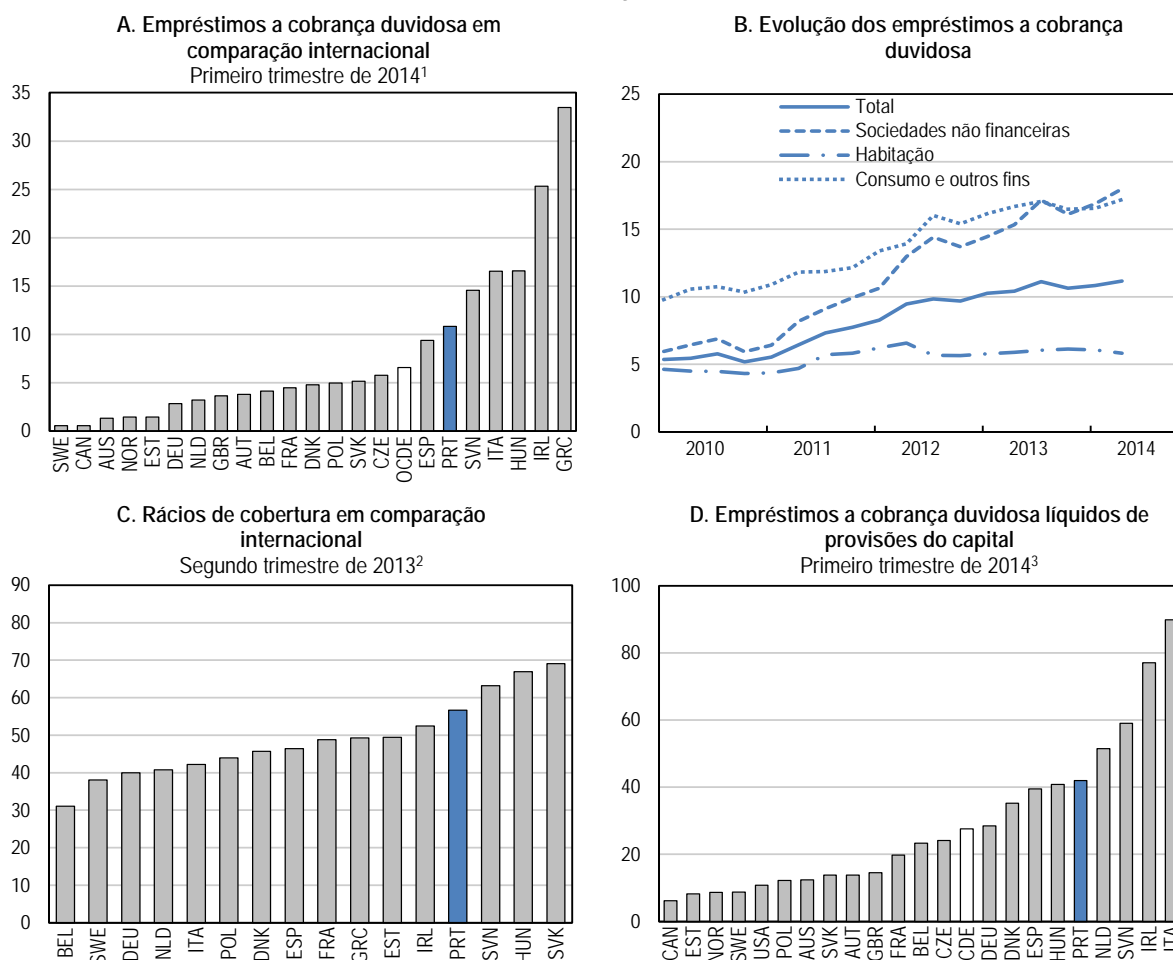 A. Empréstimos a cobrança duvidosa em
comparação internacional
Primeiro trimestre de 2014¹
35
30
25
20
15
10
5
0
SWE CAN AUS NOR EST DEU NLD GBR AUT BEL FRA DNK POL SVK CZE OCDE ESP PRT SVN ITA HUN IRL GRC
B. Evolução dos empréstimos a cobrança
duvidosa
25
20
15
10
5
0
Total
Sociedades não financeiras
Habitação
Consumo e outros fins
2010 2011 2012 2013 2014
C. Rácios de cobertura em comparação
internacional
Segundo trimestre de 2013²
90
80
70
60
50
40
30
20
10
0
BEL SWE DEU NLD ITA POL DNK ESP FRA GRC EST IRL PRT SVN HUN SVK
D. Empréstimos a cobrança duvidosa líquidos de
provisões do capital
Primeiro trimestre de 2014³
100
80
60
40
20
0
CAN EST NOR SWE USA POL AUS SVK AUT GBR FRA BEL CZE CDE DEU DNK ESP HUN PRT NLD SVN IRL ITA